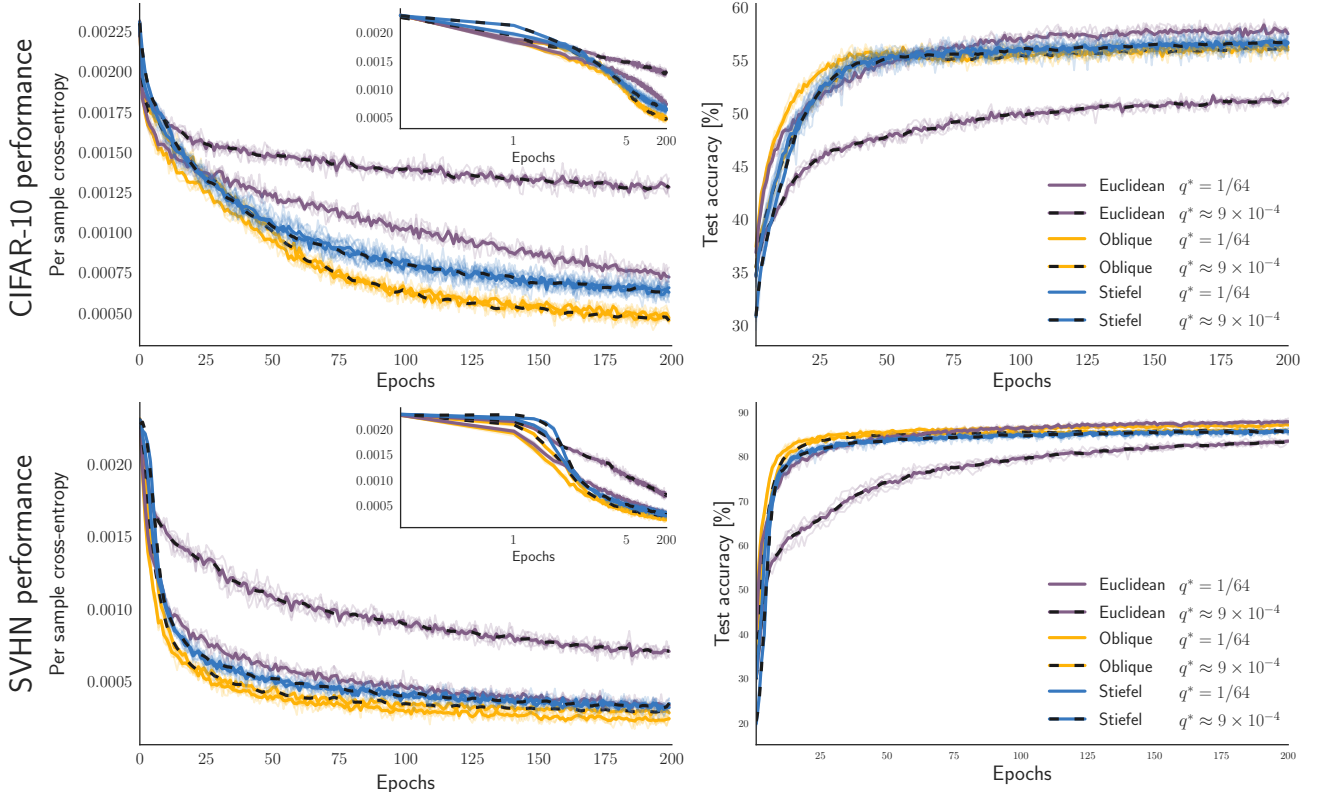 CIFAR-10 performance
Per sample cross-entropy
0.00225
0.00200
0.00175
0.00150
0.00125
0.00100
0.00075
0.00050
0 25 50 75 100 125 150 175 200
Epochs
0.0020
0.0015
0.0010
0.0005
1 5 200
Epochs
Test accuracy [%]
60
55
50
45
40
35
30
25 50 75 100 125 150 175 200
Epochs
Euclidean q* = 1/64
Euclidean q* ≈ 9 × 10⁻⁴
Oblique q* = 1/64
Oblique q* ≈ 9 × 10⁻⁴
Stiefel q* = 1/64
Stiefel q* ≈ 9 × 10⁻⁴
SVHN performance
Per sample cross-entropy
0.0020
0.0015
0.0010
0.0005
0 25 50 75 100 125 150 175 200
Epochs
0.0020
0.0015
0.0010
0.0005
1 5 200
Epochs
Test accuracy [%]
90
80
70
60
50
40
30
20
25 50 75 100 125 150 175 200
Epochs
Euclidean q* = 1/64
Euclidean q* ≈ 9 × 10⁻⁴
Oblique q* = 1/64
Oblique q* ≈ 9 × 10⁻⁴
Stiefel q* = 1/64
Stiefel q* ≈ 9 × 10⁻⁴